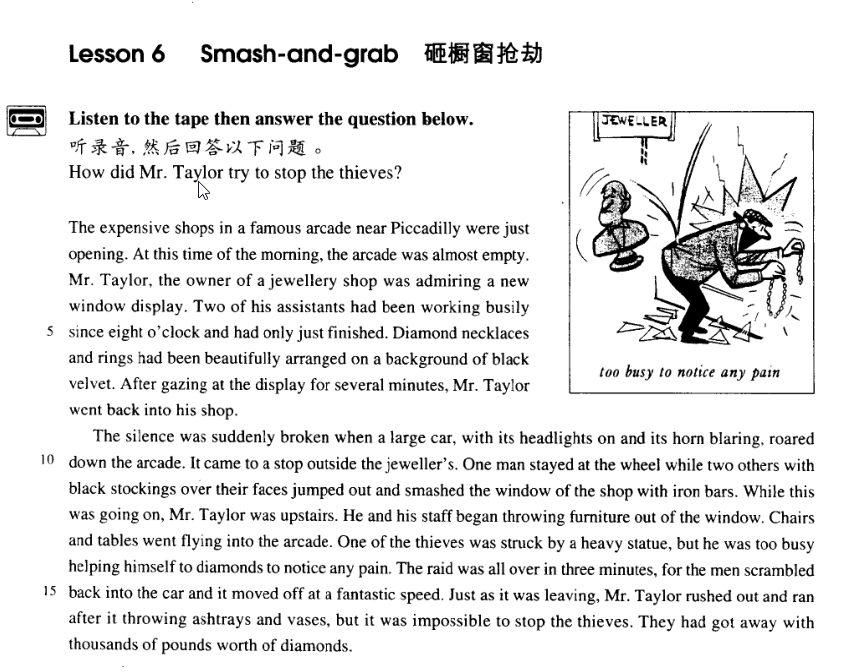 Lesson 6 Smash-and-grab 砸橱窗抢劫
Listen to the tape then answer the question below.
听录音, 然后回答以下问题。
How did Mr. Taylor try to stop the thieves?
JEWELLER
The expensive shops in a famous arcade near Piccadilly were just
opening. At this time of the morning, the arcade was almost empty.
Mr. Taylor, the owner of a jewellery shop was admiring a new
window display. Two of his assistants had been working busily
5 since eight o'clock and had only just finished. Diamond necklaces
and rings had been beautifully arranged on a background of black
velvet. After gazing at the display for several minutes, Mr. Taylor
went back into his shop.
too busy to notice any pain
The silence was suddenly broken when a large car, with its headlights on and its horn blaring, roared
10 down the arcade. It came to a stop outside the jeweller's. One man stayed at the wheel while two others with
black stockings over their faces jumped out and smashed the window of the shop with iron bars. While this
was going on, Mr. Taylor was upstairs. He and his staff began throwing furniture out of the window. Chairs
and tables went flying into the arcade. One of the thieves was struck by a heavy statue, but he was too busy
helping himself to diamonds to notice any pain. The raid was all over in three minutes, for the men scrambled
15 back into the car and it moved off at a fantastic speed. Just as it was leaving, Mr. Taylor rushed out and ran
after it throwing ashtrays and vases, but it was impossible to stop the thieves. They had got away with
thousands of pounds worth of diamonds.